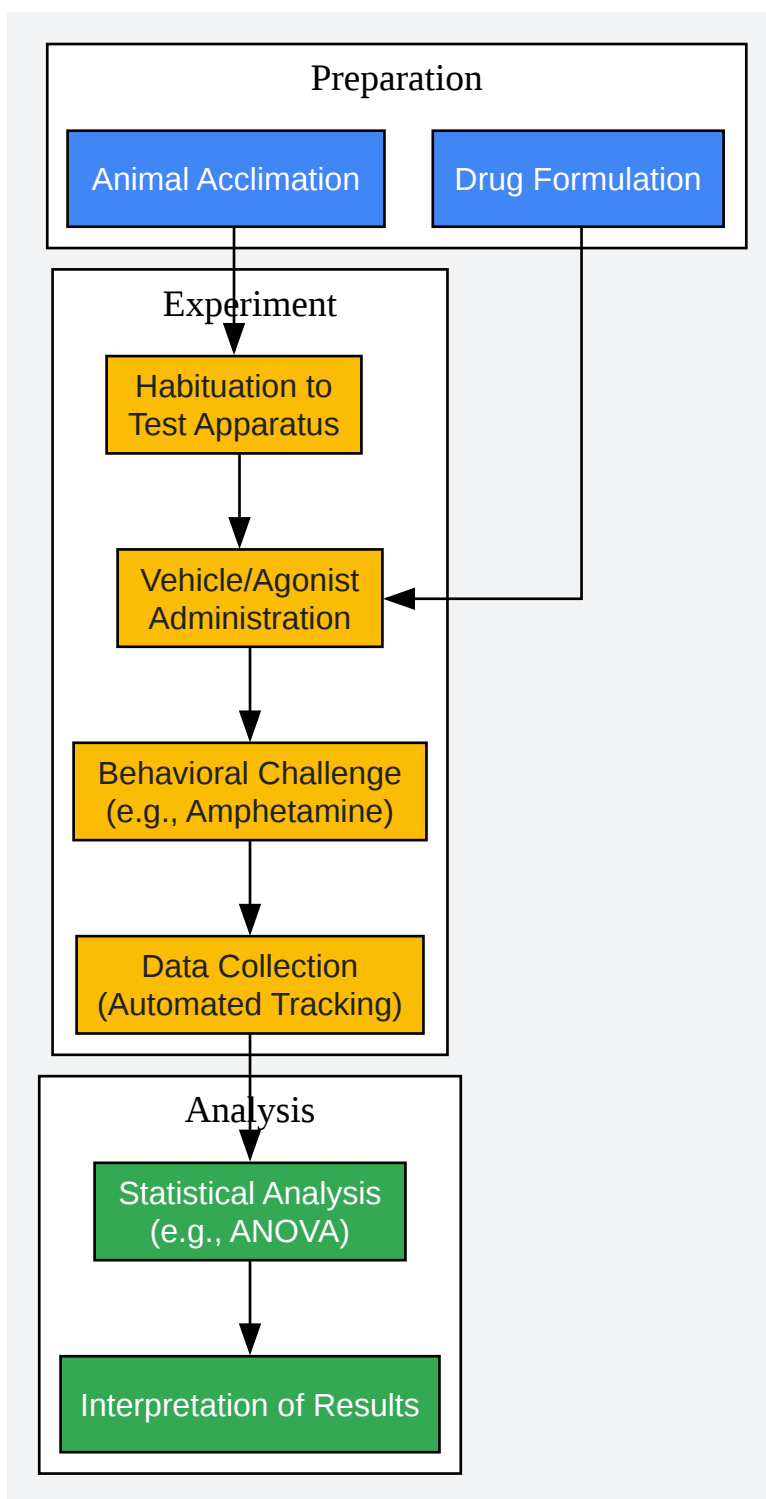 Preparation
Animal Acclimation
Drug Formulation
Experiment
Habituation to
Test Apparatus
Vehicle/Agonist
Administration
Behavioral Challenge
(e.g., Amphetamine)
Data Collection
(Automated Tracking)
Analysis
Statistical Analysis
(e.g., ANOVA)
Interpretation of Results